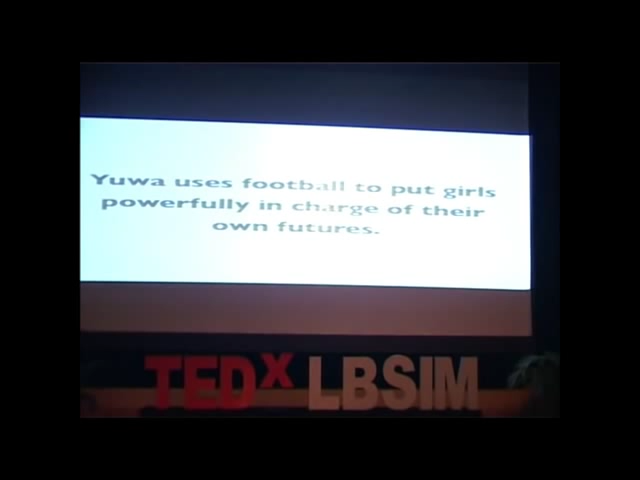 Yuwa uses football to put girls
powerfully in charge of their
own futures.
TEDx LBSIM